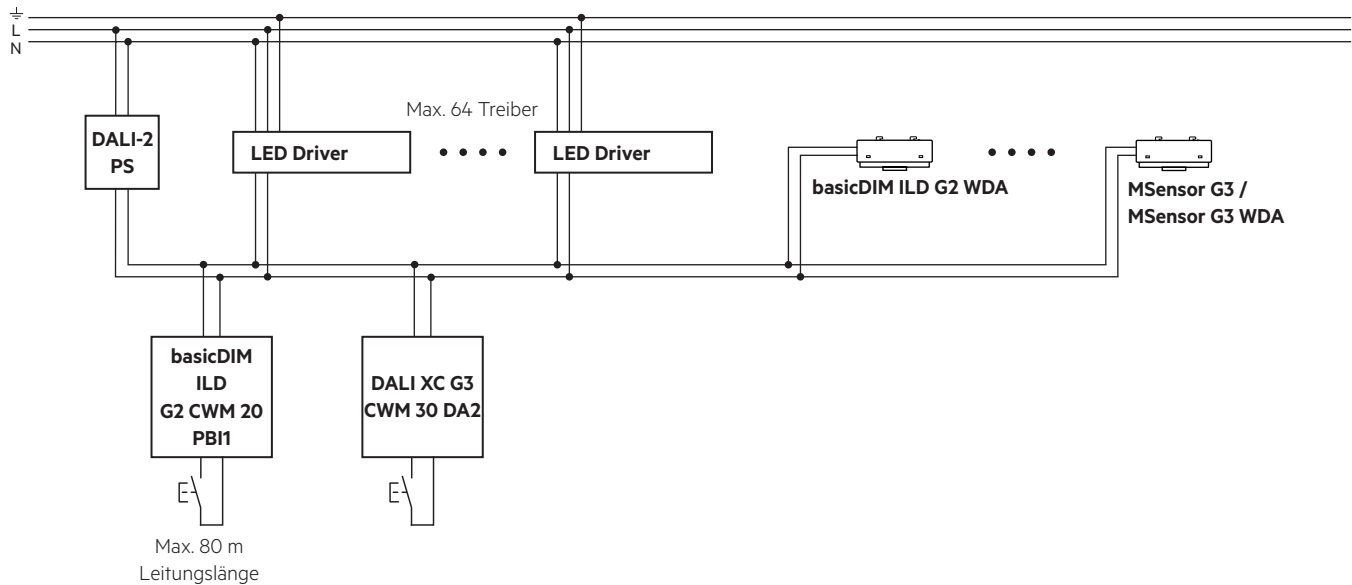 L
N
Max. 64 Treiber
DALI-2
PS
LED Driver
LED Driver
basicDIM ILD G2 WDA
MSensor G3 /
MSensor G3 WDA
basicDIM
ILD
G2 CWM 20
PBI1
DALI XC G3
CWM 30 DA2
Max. 80 m
Leitungslänge